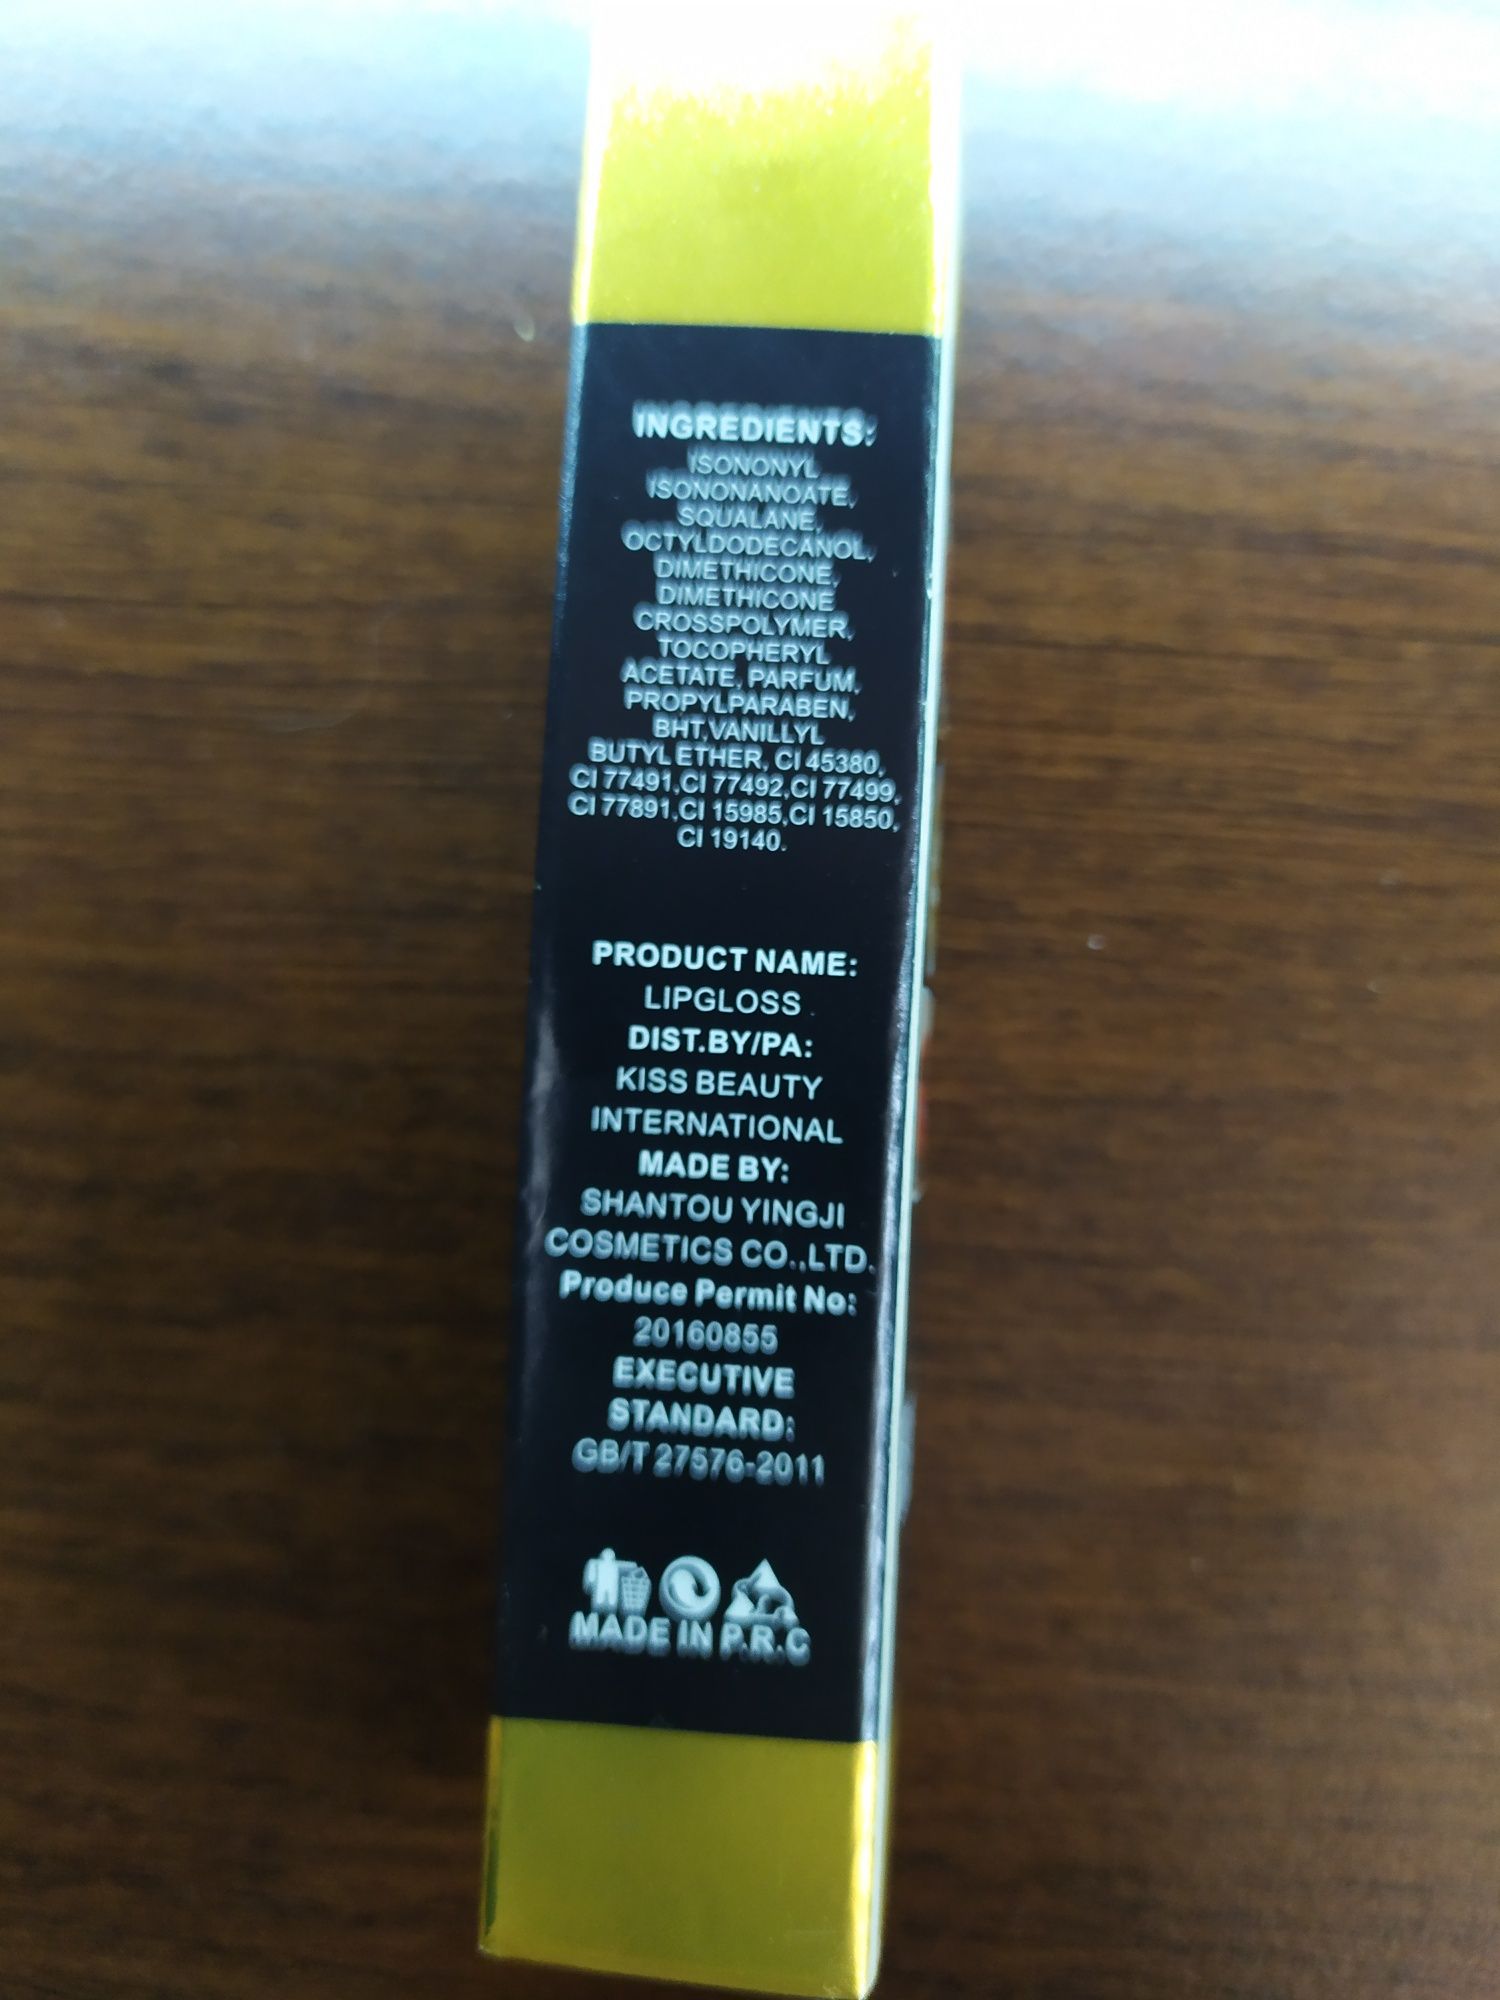 INGREDIENTS:
ISONONYL
ISONONANOATE,
SQUALANE,
OCTYLDODECANOL,
DIMETHICONE,
DIMETHICONE
CROSSPOLYMER,
TOCOPHERYL
ACETATE, PARFUM,
PROPYLPARABEN,
BHT,VANILLYL
BUTYL ETHER, CI 45380,
CI 77491,CI 77492,CI 77499,
CI 77891,CI 15985,CI 15850,
CI 19140.
PRODUCT NAME:
LIPGLOSS
DIST.BY/PA:
KISS BEAUTY
INTERNATIONAL
MADE BY:
SHANTOU YINGJI
COSMETICS CO.,LTD.
Produce Permit No:
20160855
EXECUTIVE
STANDARD:
GB/T 27576-2011
MADE IN P.R.C